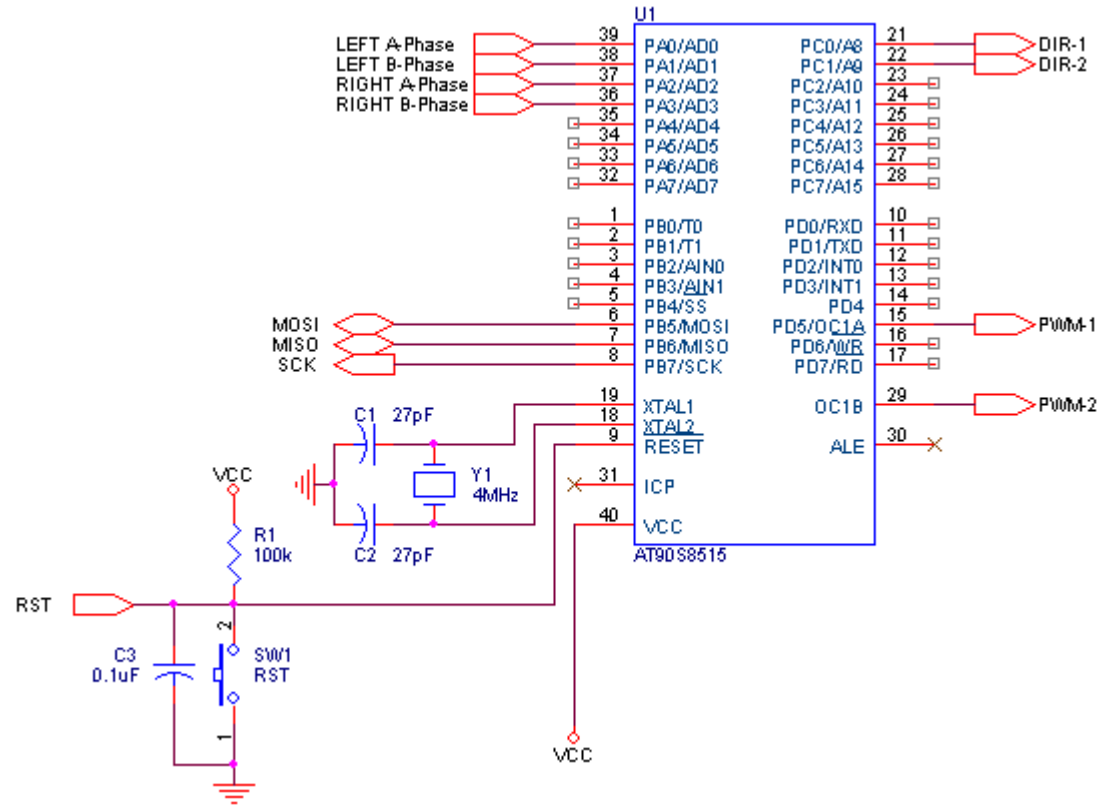 U1
LEFT A-Phase 39 PA0/AD0 PC0/A8 21 DIR-1
LEFT B-Phase 38 PA1/AD1 PC1/A9 22 DIR-2
RIGHT A-Phase 37 PA2/AD2 PC2/A10 23
RIGHT B-Phase 36 PA3/AD3 PC3/A11 24
35 PA4/AD4 PC4/A12 25
34 PA5/AD5 PC5/A13 26
33 PA6/AD6 PC6/A14 27
32 PA7/AD7 PC7/A15 28
1 PB0/T0 PD0/RXD 10
2 PB1/T1 PD1/TXD 11
3 PB2/AIN0 PD2/INT0 12
4 PB3/AIN1 PD3/INT1 13
5 PB4/SS PD4 14
MOSI 6 PB5/MOSI PD5/OC1A 15 PWM-1
MISO 7 PB6/MISO PD6/WR 16
SCK 8 PB7/SCK PD7/RD 17
19 XTAL1 OC1B 29 PWM-2
C1 27pF 18 XTAL2
9 RESET ALE 30
VCC Y1 31 ICP
4MHz
40 VCC
R1
100k C2 27pF AT90S8515
RST
2
C3 SW1
0.1uF RST
1
VCC